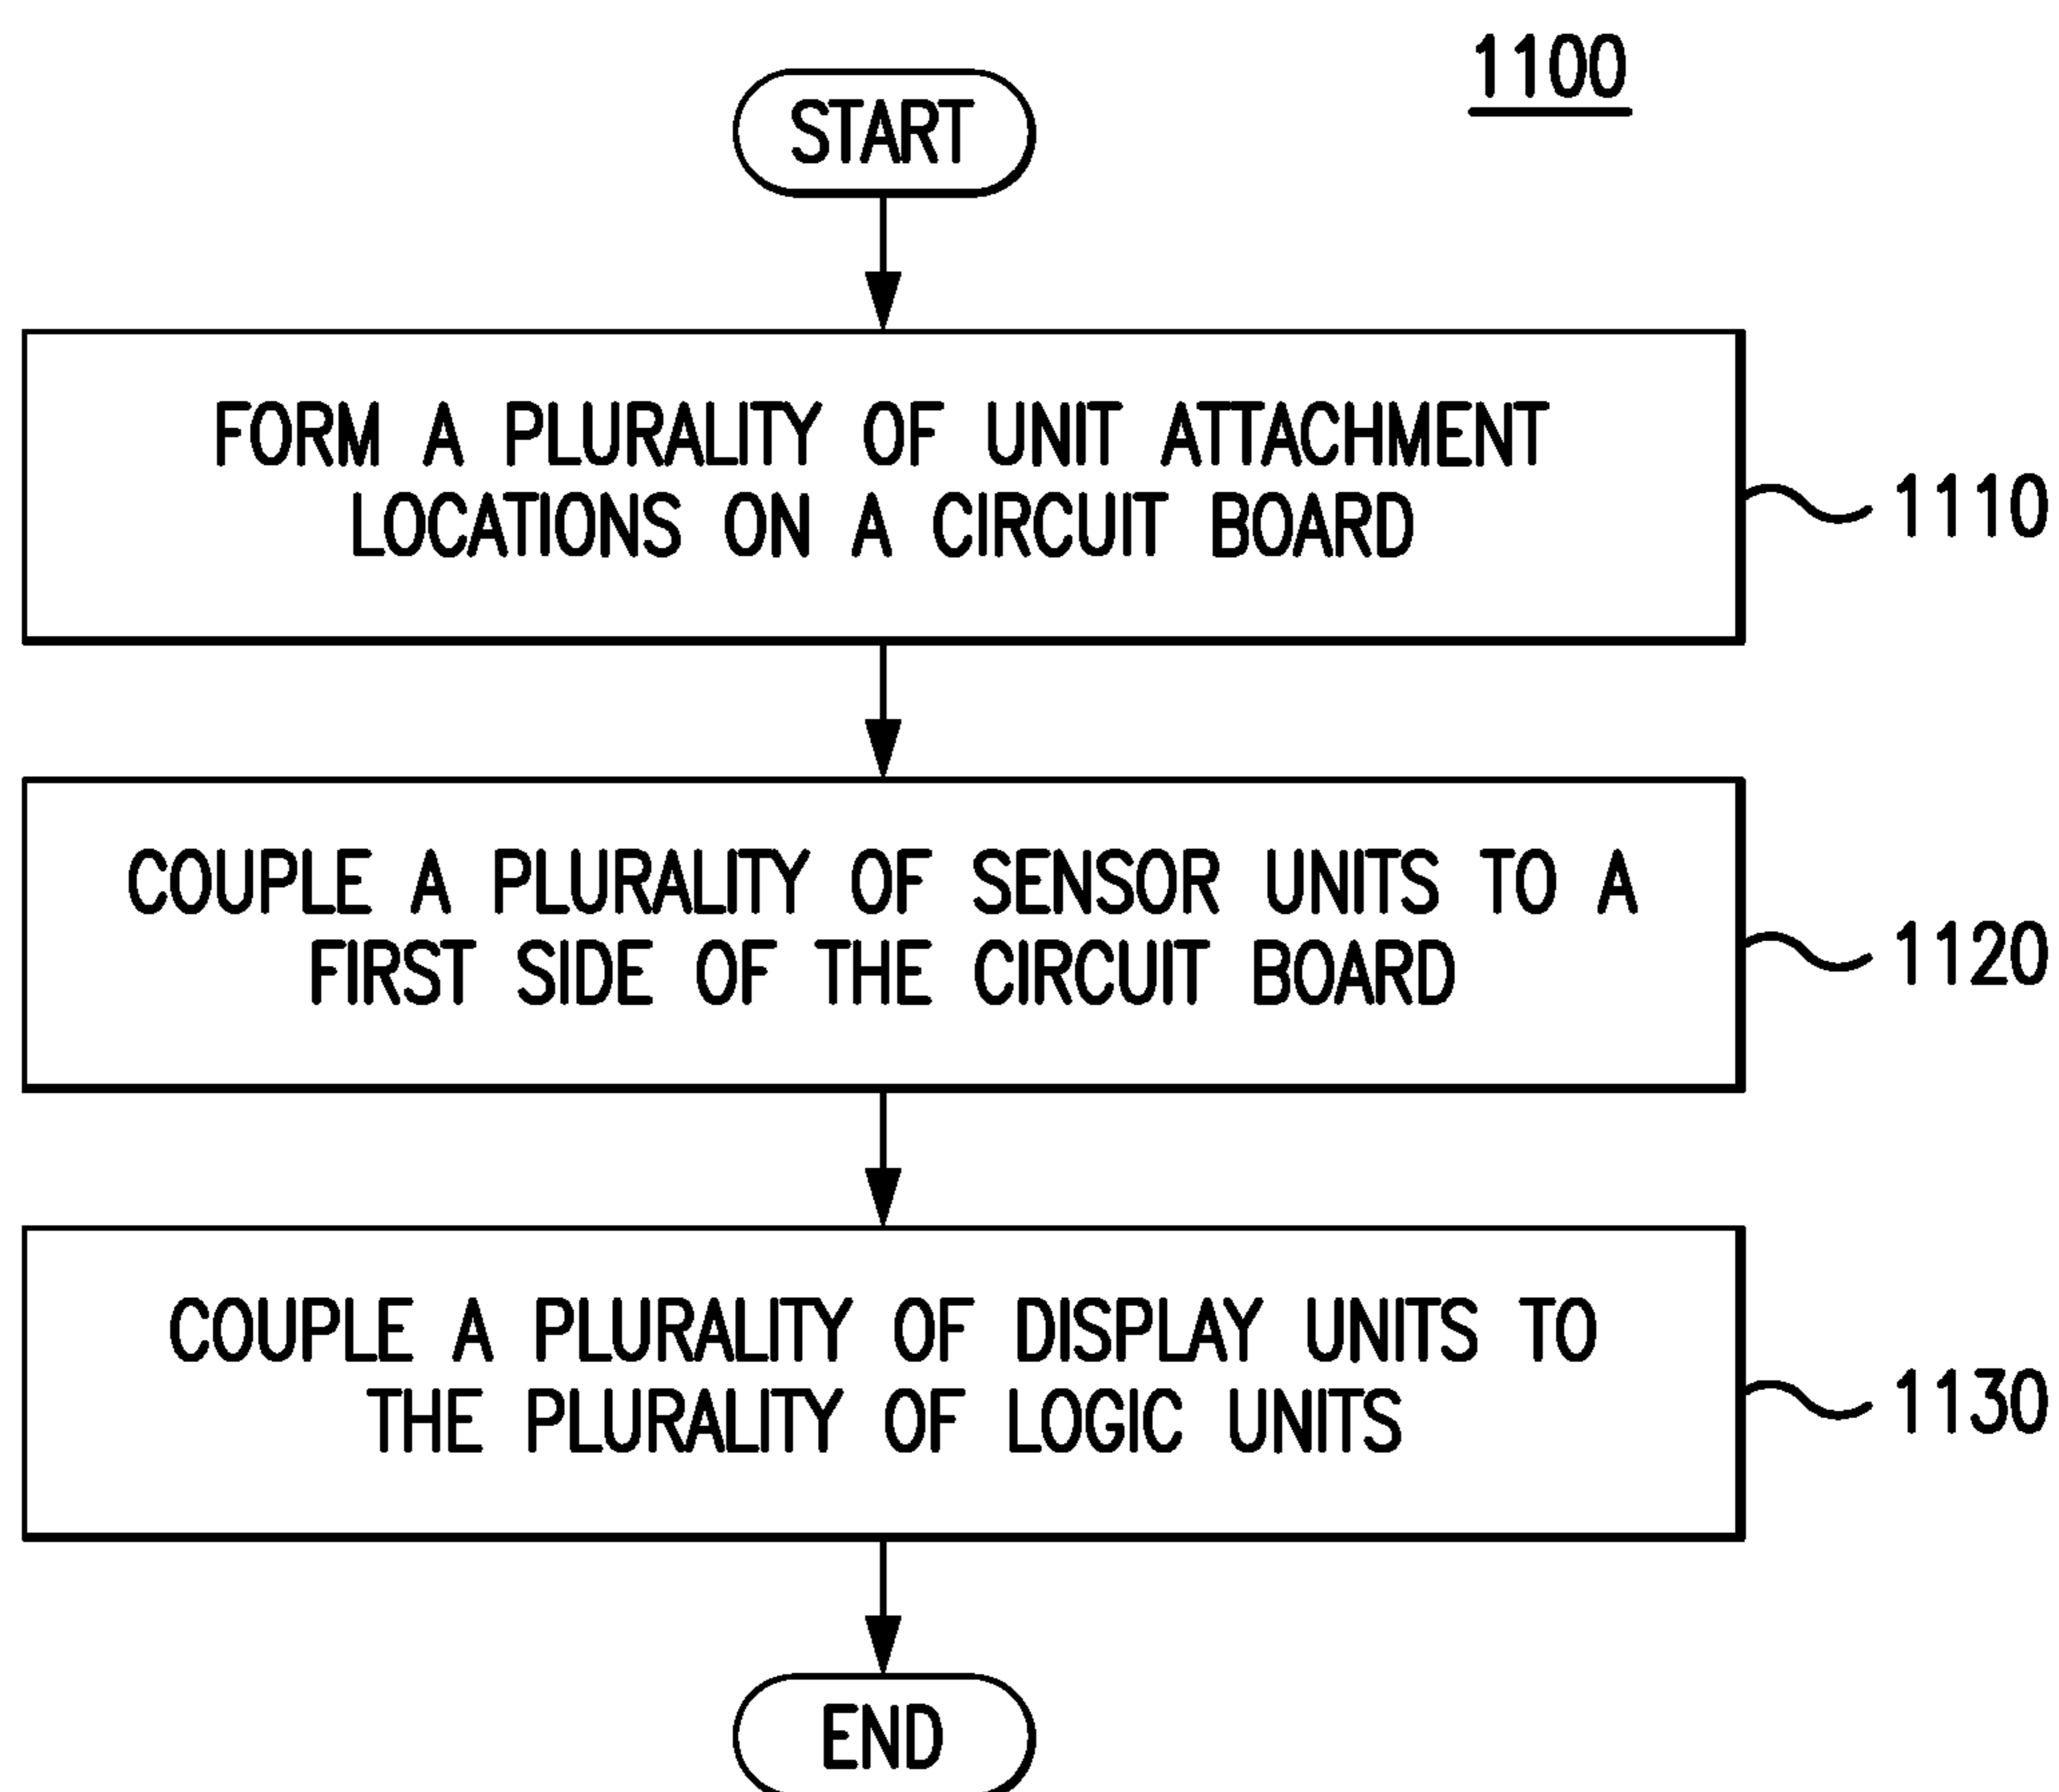 1100
START
FORM A PLURALITY OF UNIT ATTACHMENT
LOCATIONS ON A CIRCUIT BOARD
1110
COUPLE A PLURALITY OF SENSOR UNITS TO A
FIRST SIDE OF THE CIRCUIT BOARD
1120
COUPLE A PLURALITY OF DISPLAY UNITS TO
THE PLURALITY OF LOGIC UNITS
1130
END